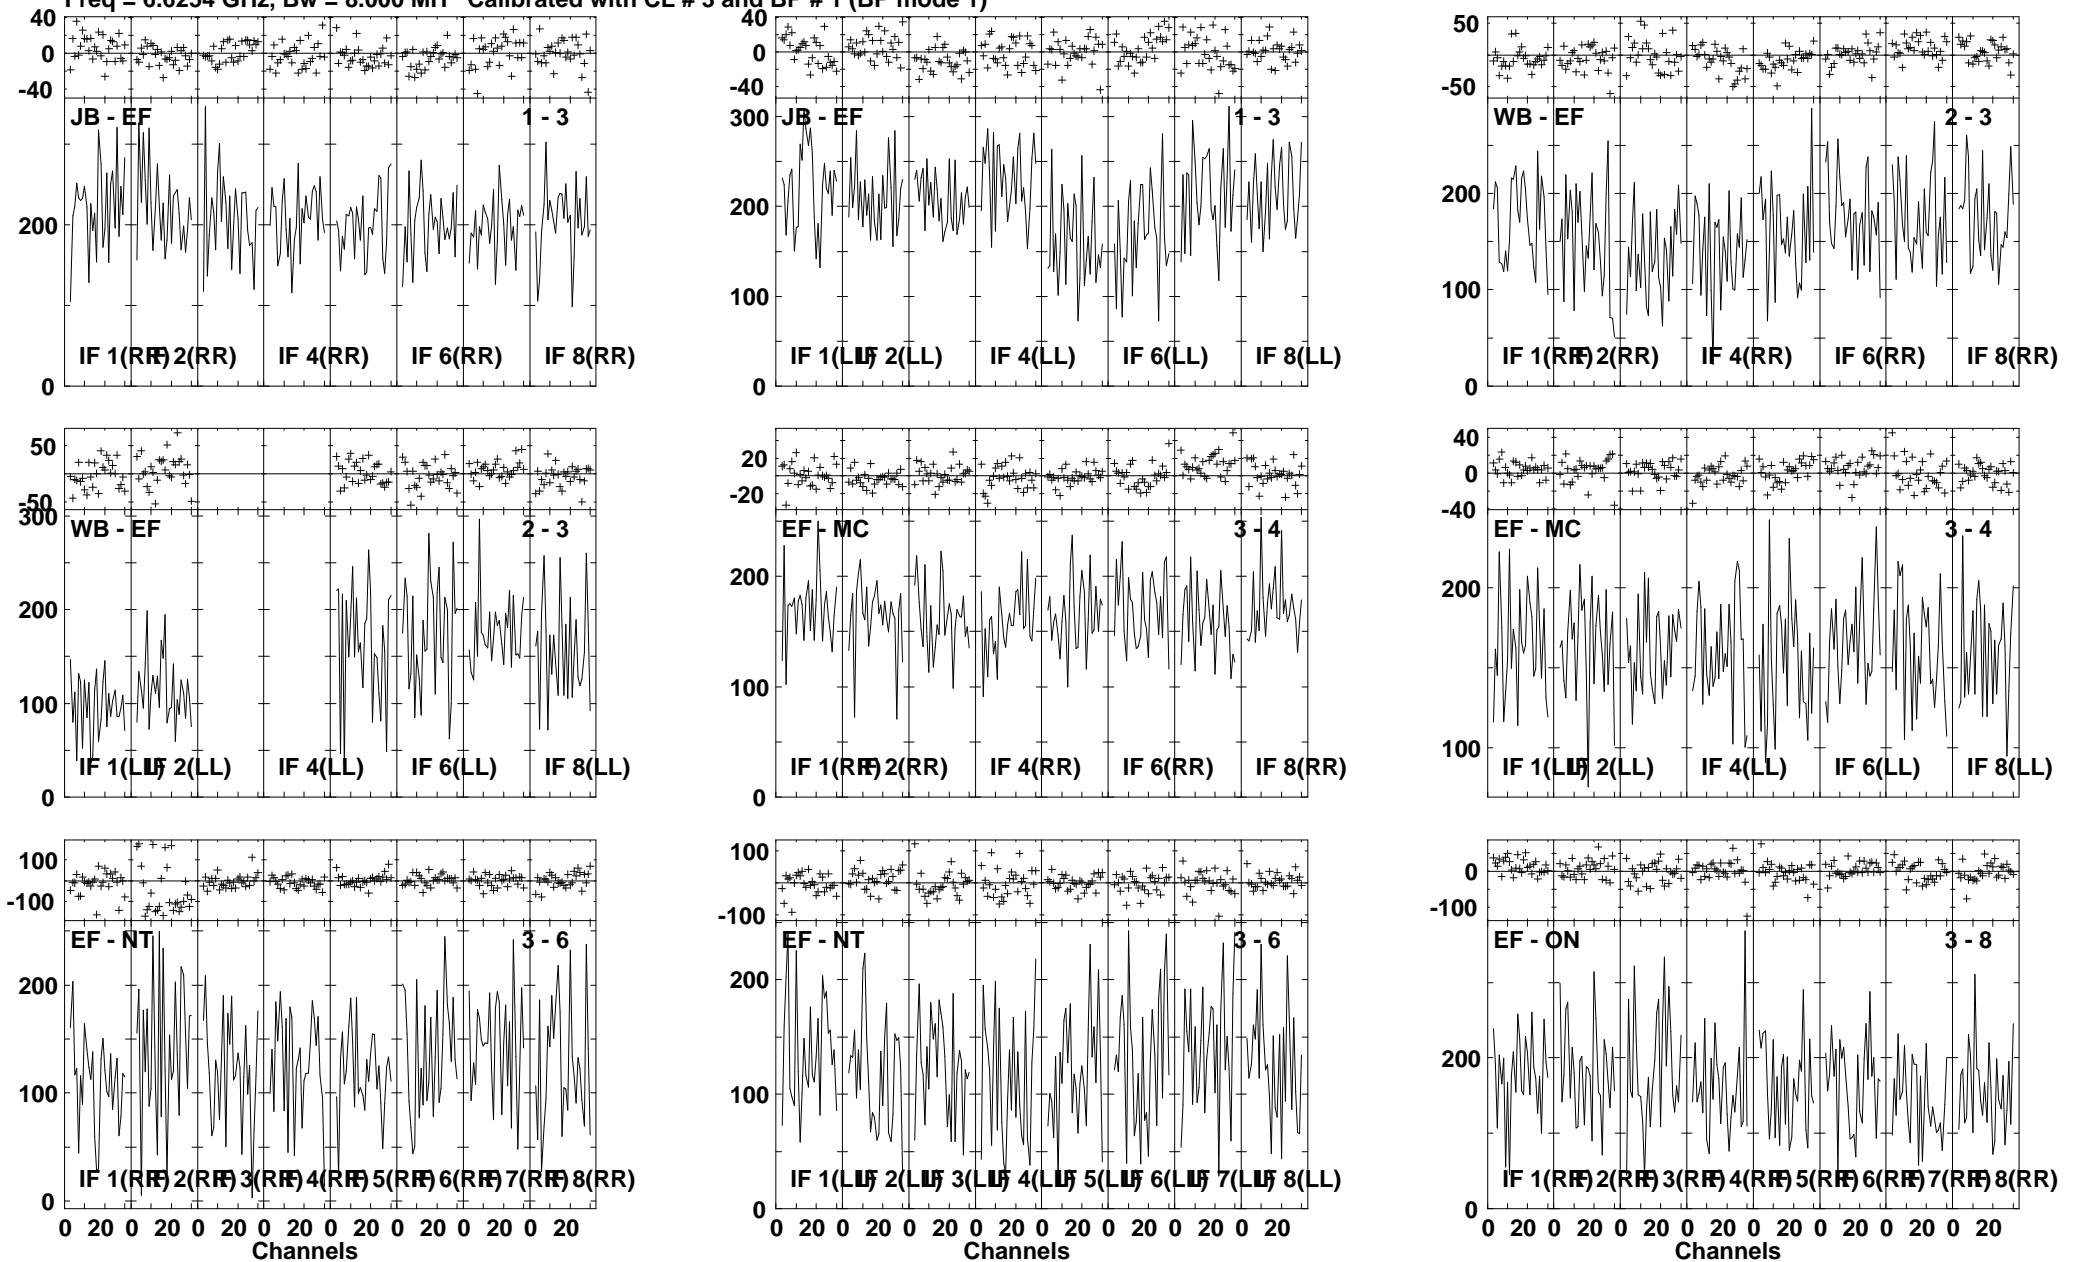 Calibrated with CL # 3 and BP # 1 (BP mode 1)
40
0
-40
JB - EF 1 - 3
200
0
IF 1(RR) IF 2(RR) IF 4(RR) IF 6(RR) IF 8(RR)
40
0
-40
JB - EF 1 - 3
300
200
100
0
IF 1(LL) IF 2(LL) IF 4(LL) IF 6(LL) IF 8(LL)
50
0
-50
WB - EF 2 - 3
200
100
0
IF 1(RR) IF 2(RR) IF 4(RR) IF 6(RR) IF 8(RR)
50
0
-50
300
WB - EF 2 - 3
200
100
0
IF 1(LL) IF 2(LL) IF 4(LL) IF 6(LL) IF 8(LL)
20
-20
EF - MC 3 - 4
200
100
0
IF 1(RR) IF 2(RR) IF 4(RR) IF 6(RR) IF 8(RR)
40
0
-40
EF - MC 3 - 4
200
100
IF 1(LL) IF 2(LL) IF 4(LL) IF 6(LL) IF 8(LL)
100
-100
EF - NT 3 - 6
200
100
0
IF 1(RR) IF 2(RR) IF 3(RR) IF 4(RR) IF 5(RR) IF 6(RR) IF 7(RR) IF 8(RR)
0 20 0 20 0 20 0 20 0 20 0 20 0 20 0 20
Channels
100
-100
EF - NT 3 - 6
200
100
0
IF 1(LL) IF 2(LL) IF 3(LL) IF 4(LL) IF 5(LL) IF 6(LL) IF 7(LL) IF 8(LL)
0 20 0 20 0 20 0 20 0 20 0 20 0 20 0 20
Channels
0
-100
EF - ON 3 - 8
200
0
IF 1(RR) IF 2(RR) IF 3(RR) IF 4(RR) IF 5(RR) IF 6(RR) IF 7(RR) IF 8(RR)
0 20 0 20 0 20 0 20 0 20 0 20 0 20 0 20
Channels